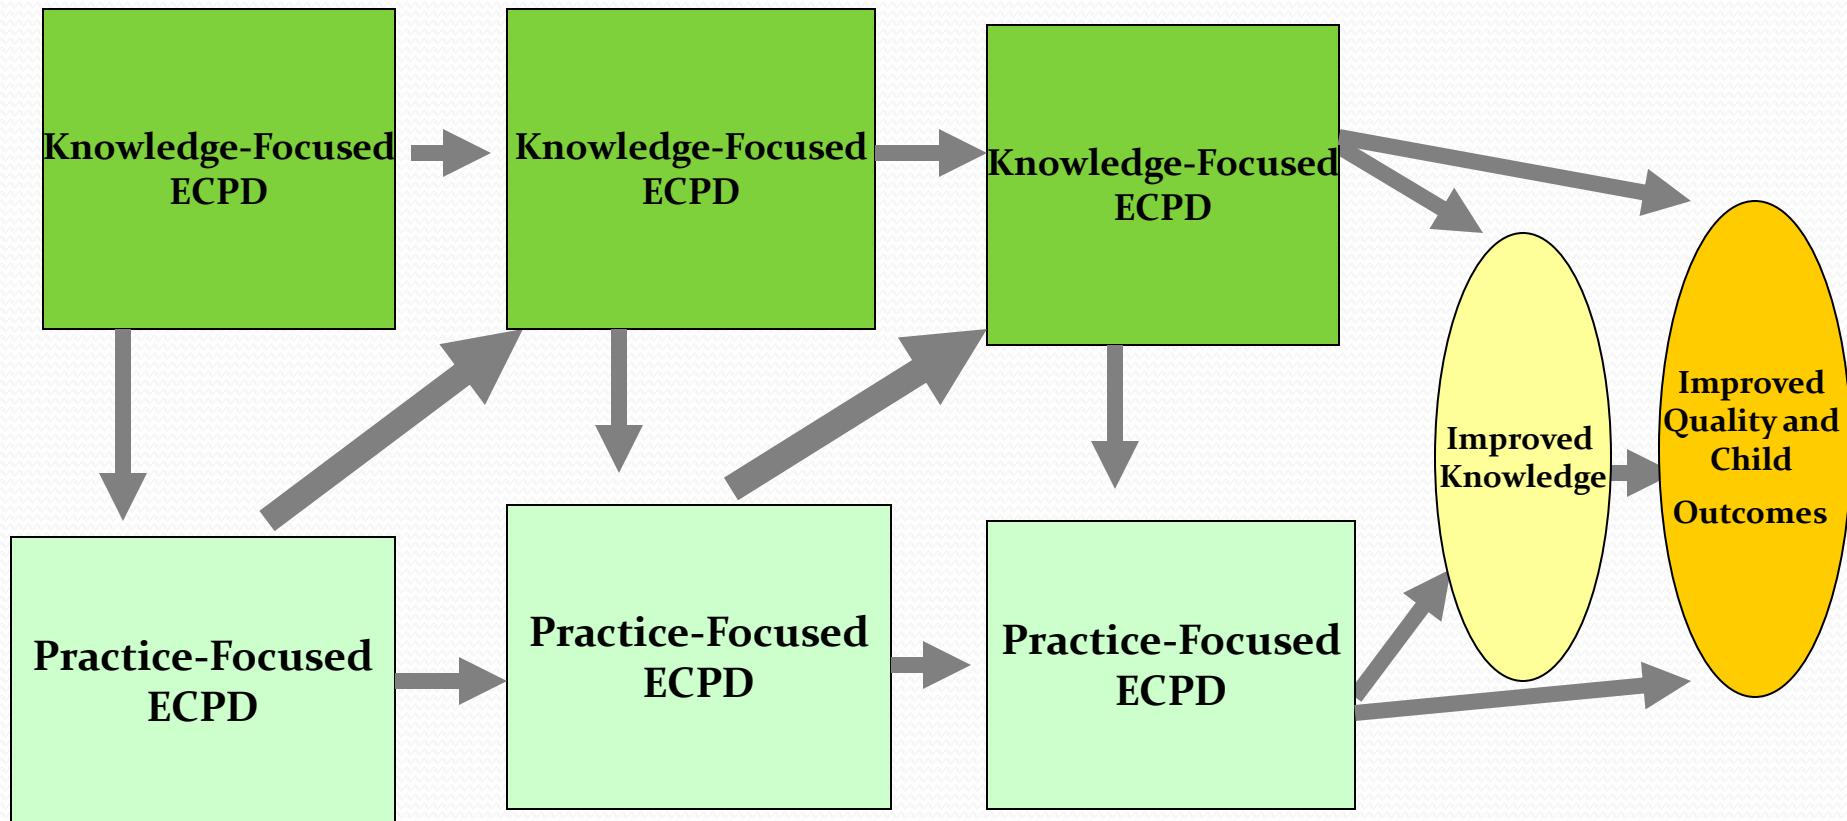 Knowledge-Focused
ECPD
Knowledge-Focused
ECPD
Knowledge-Focused
ECPD
Practice-Focused
ECPD
Practice-Focused
ECPD
Practice-Focused
ECPD
Improved
Knowledge
Improved
Quality and
Child
Outcomes